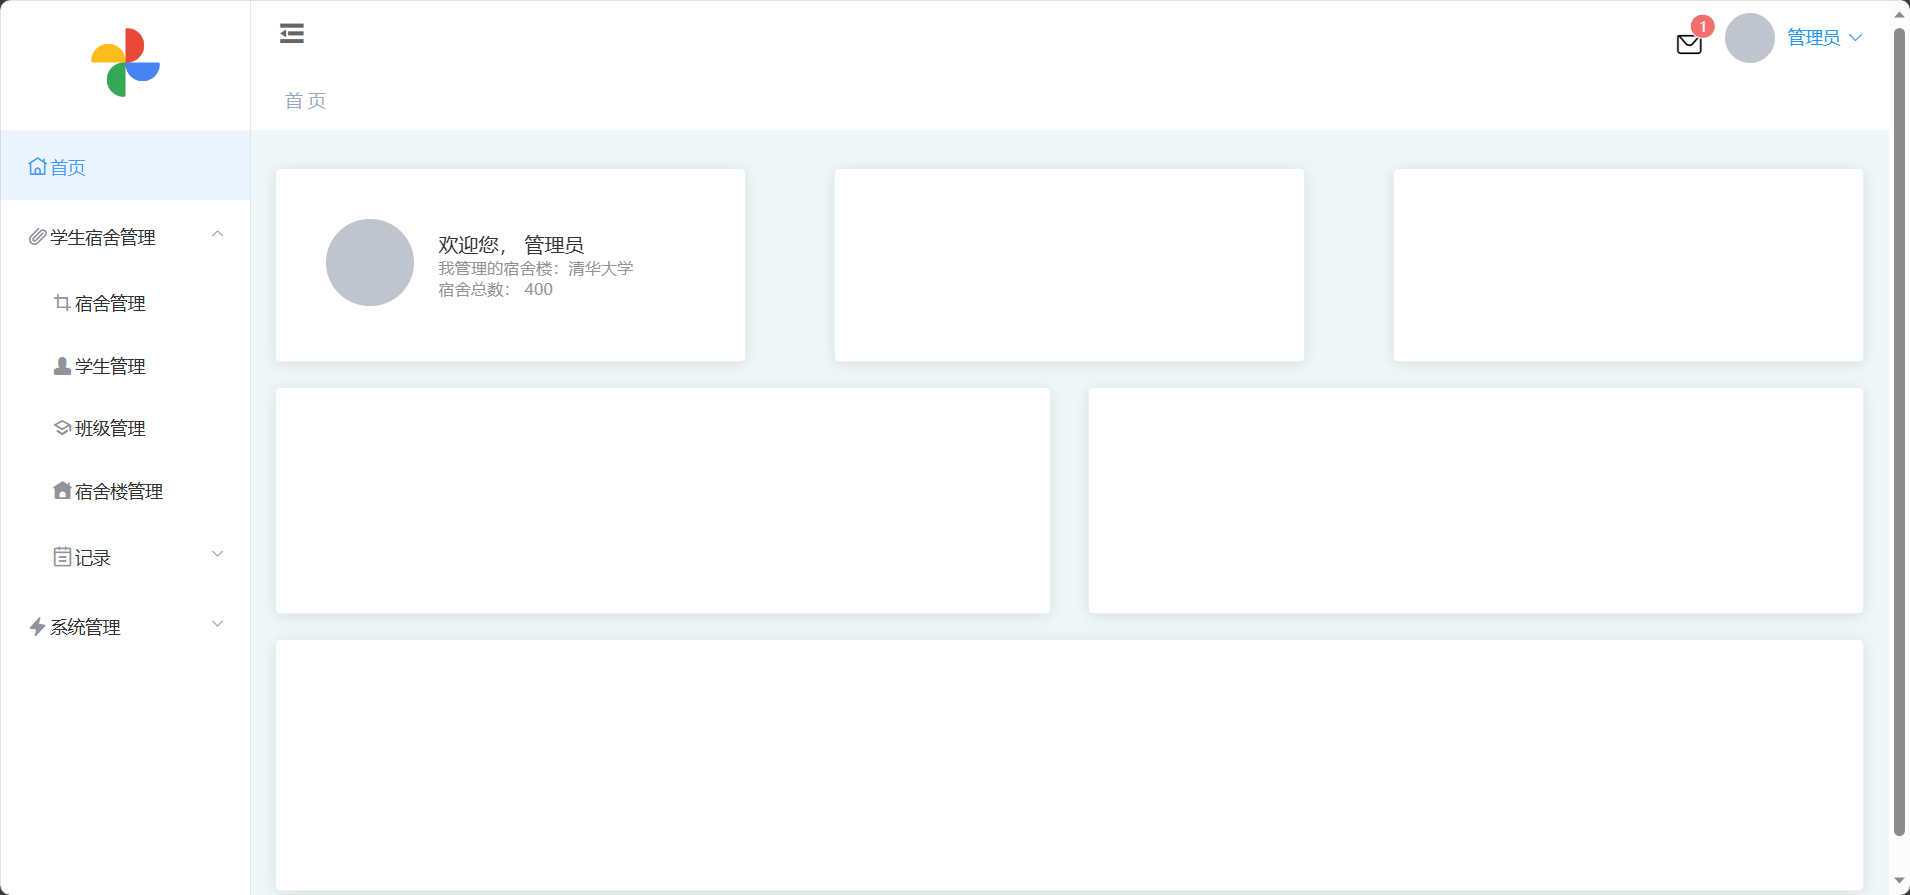 1
管理员
首 页
首页
学生宿舍管理
宿舍管理
学生管理
班级管理
宿舍楼管理
记录
系统管理
欢迎您， 管理员
我管理的宿舍楼：清华大学
宿舍总数： 400